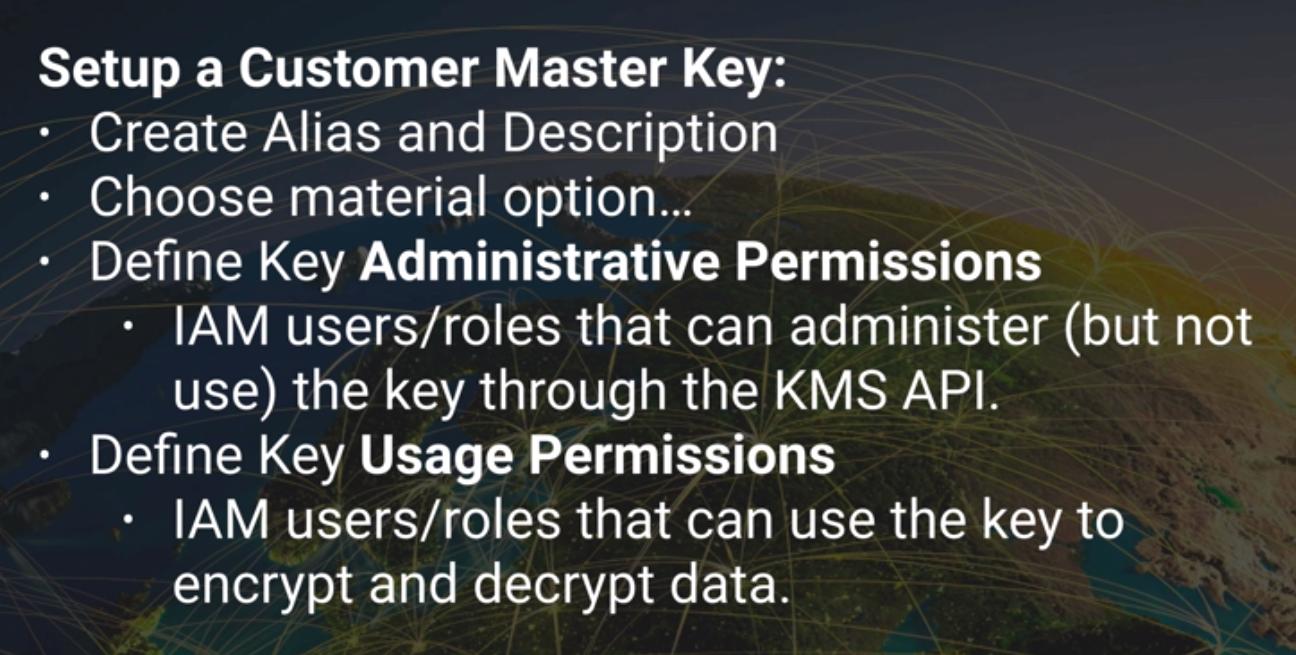 Setup a Customer Master Key:
• Create Alias and Description
• Choose material option…
• Define Key Administrative Permissions
• IAM users/roles that can administer (but not
use) the key through the KMS API.
• Define Key Usage Permissions
• IAM users/roles that can use the key to
encrypt and decrypt data.